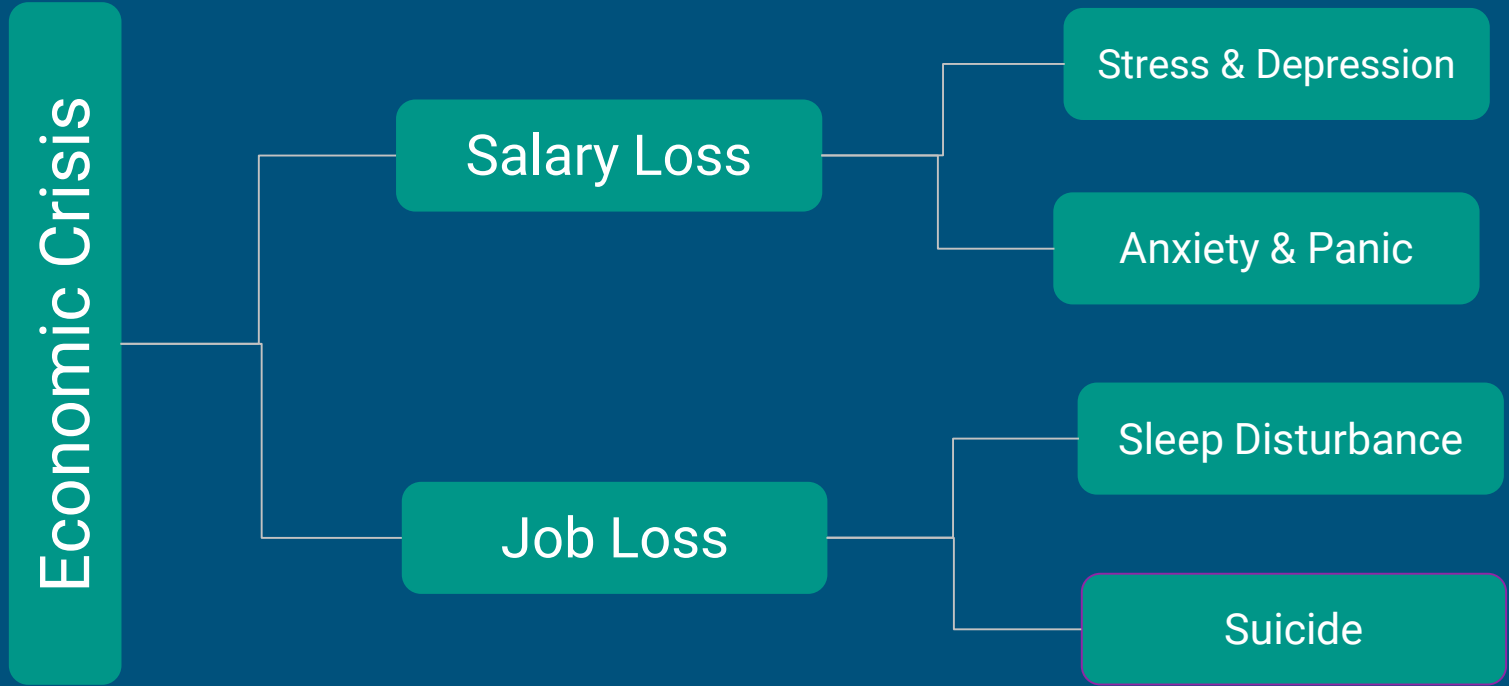 Economic Crisis
Salary Loss
Job Loss
Stress & Depression
Anxiety & Panic
Sleep Disturbance
Suicide